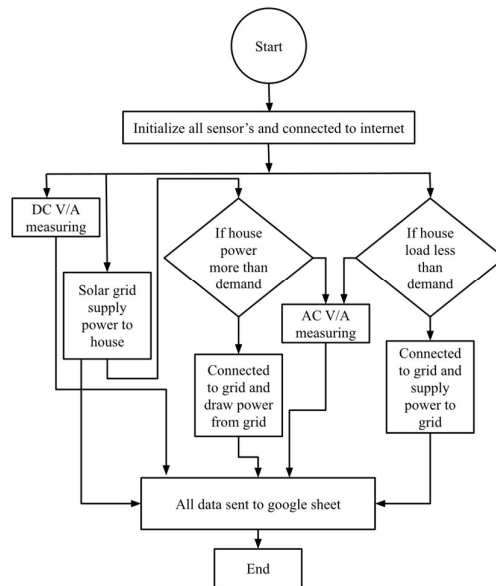 Start
Initialize all sensor's and connected to internet
DC V/A
measuring
Solar grid
supply
power to
house
If house
power
more than
demand
AC V/A
measuring
If house
load less
than
demand
Connected
to grid and
draw power
from grid
Connected
to grid and
supply
power to
grid
All data sent to google sheet
End